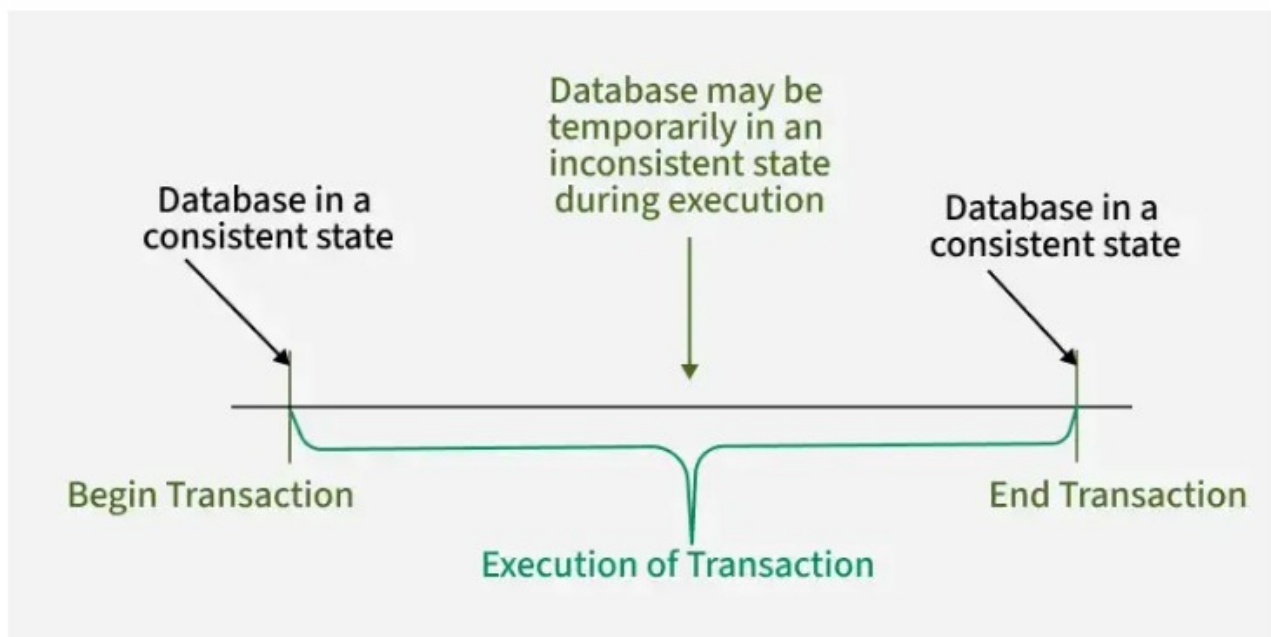 Database may be
temporarily in an
inconsistent state
during execution
Database in a
consistent state
Database in a
consistent state
Begin Transaction
End Transaction
Execution of Transaction